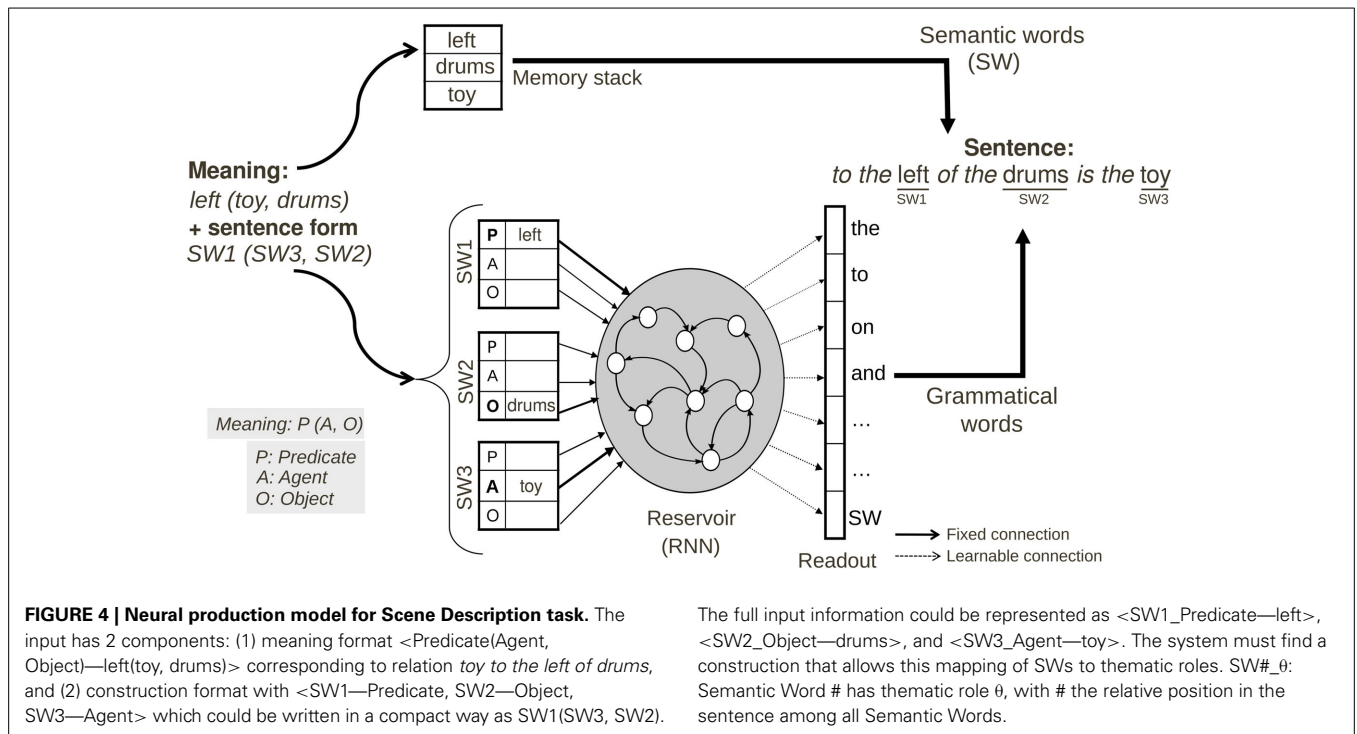 left
drums
toy
Memory stack
Semantic words
(SW)
Meaning:
left (toy, drums)
+ sentence form
SW1 (SW3, SW2)
Sentence:
to the left of the drums is the toy
SW1 SW2 SW3
SW1
P left
A
O
SW2
P
A
O drums
SW3
P
A toy
O
Meaning: P (A, O)
P: Predicate
A: Agent
O: Object
Reservoir
(RNN)
the
to
on
and
...
...
SW
Readout
Grammatical
words
Fixed connection
Learnable connection
FIGURE 4 | Neural production model for Scene Description task. The
input has 2 components: (1) meaning format <Predicate(Agent,
Object)—left(toy, drums)> corresponding to relation toy to the left of drums,
and (2) construction format with <SW1—Predicate, SW2—Object,
SW3—Agent> which could be written in a compact way as SW1(SW3, SW2).
The full input information could be represented as <SW1_Predicate—left>,
<SW2_Object—drums>, and <SW3_Agent—toy>. The system must find a
construction that allows this mapping of SWs to thematic roles. SW#_θ:
Semantic Word # has thematic role θ, with # the relative position in the
sentence among all Semantic Words.